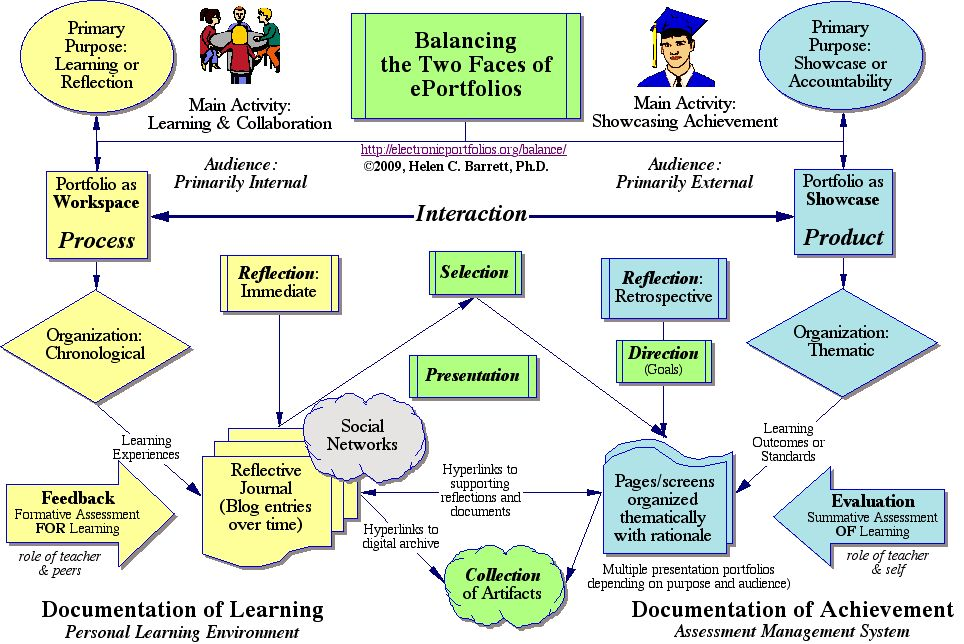 Primary
Purpose:
Learning or
Reflection
Main Activity:
Learning & Collaboration
Balancing
the Two Faces of
ePortfolios
Main Activity:
Showcasing Achievement
Primary
Purpose:
Showcase or
Accountability
http://electronicportfolios.org/balance/
©2009, Helen C. Barrett, Ph.D.
Audience:
Primarily Internal
Audience:
Primarily External
Portfolio as
Workspace
Process
Interaction
Portfolio as
Showcase
Product
Reflection:
Immediate
Selection
Reflection:
Retrospective
Organization:
Chronological
Presentation
Direction
(Goals)
Organization:
Thematic
Social
Networks
Learning
Experiences
Learning
Outcomes or
Standards
Feedback
Formative Assessment
FOR Learning
role of teacher
& peers
Reflective
Journal
(Blog entries
over time)
Hyperlinks to
supporting
reflections and
documents
Hyperlinks to
digital archive
Pages/screens
organized
thematically
with rationale
Evaluation
Summative Assessment
OF Learning
role of teacher
& self
Collection
of Artifacts
Multiple presentation portfolios
depending on purpose and audience)
Documentation of Learning
Personal Learning Environment
Documentation of Achievement
Assessment Management System